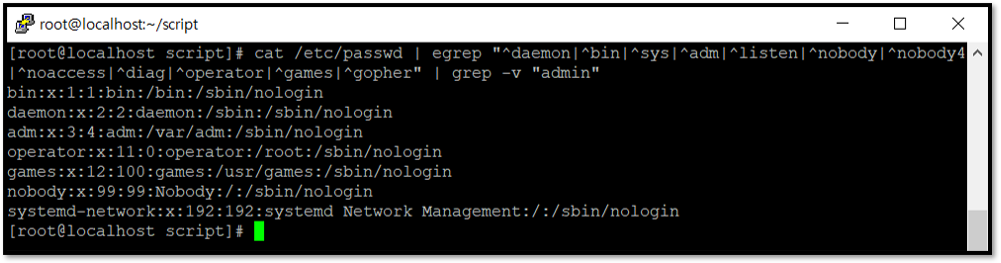 root@localhost:~/script
[root@localhost script]# cat /etc/passwd | egrep "^daemon|^bin|^sys|^adm|^listen|^nobody|^nobody4
|^noaccess|^diag|^operator|^games|^gopher" | grep -v "admin"
bin:x:1:1:bin:/bin:/sbin/nologin
daemon:x:2:2:daemon:/sbin:/sbin/nologin
adm:x:3:4:adm:/var/adm:/sbin/nologin
operator:x:11:0:operator:/root:/sbin/nologin
games:x:12:100:games:/usr/games:/sbin/nologin
nobody:x:99:99:Nobody:/:/sbin/nologin
systemd-network:x:192:192:systemd Network Management:/:/sbin/nologin
[root@localhost script]#